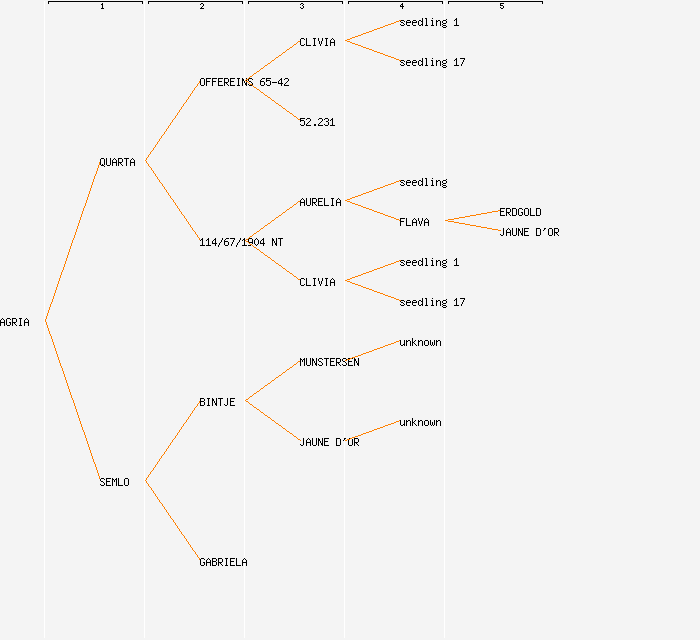 1 2 3 4 5
seedling 1
CLIVIA
seedling 17
OFFEREINS 65-42
52.231
QUARTA
seedling
AURELIA
ERDGOLD
FLAVA
JAUNE D'OR
114/67/1904 NT
seedling 1
CLIVIA
seedling 17
AGRIA
unknown
MUNSTERSEN
BINTJE
unknown
JAUNE D'OR
SEMLO
GABRIELA